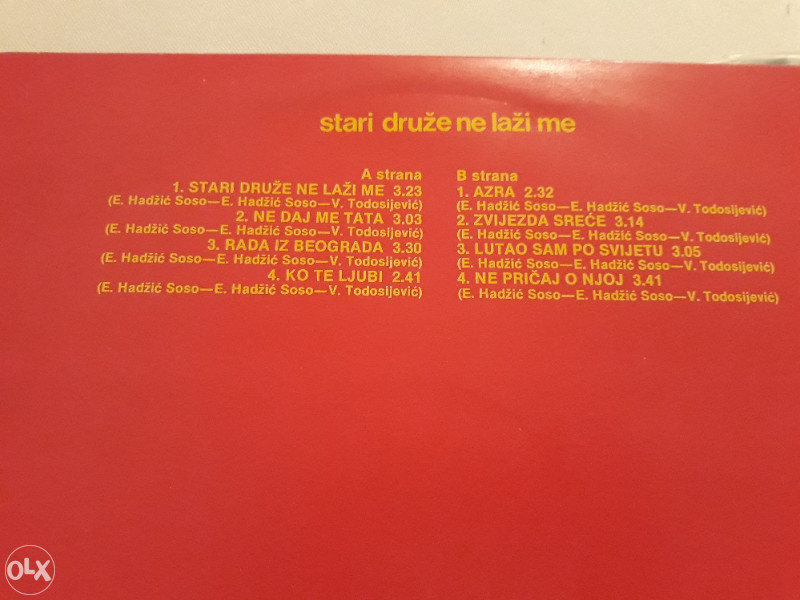 stari druže ne laži me
A strana
1. STARI DRUŽE NE LAŽI ME 3.23
(E. Hadžić Soso—E. Hadžić Soso—V. Todosijević)
2. NE DAJ ME TATA 3.03
(E. Hadžić Soso—E. Hadžić Soso—V. Todosijević)
3. RADA IZ BEOGRADA 3.30
(E. Hadžić Soso—E. Hadžić Soso—V. Todosijević)
4. KO TE LJUBI 2.41
(E. Hadžić Soso—E. Hadžić Soso—V. Todosijević)
B strana
1. AZRA 2.32
(E. Hadžić Soso—E. Hadžić Soso—V. Todosijević)
2. ZVIJEZDA SREĆE 3.14
(E. Hadžić Soso—E. Hadžić Soso—V. Todosijević)
3. LUTAO SAM PO SVIJETU 3.05
(E. Hadžić Soso—E. Hadžić Soso—V. Todosijević)
4. NE PRIČAJ O NJOJ 3.41
(E. Hadžić Soso—E. Hadžić Soso—V. Todosijević)
OLX